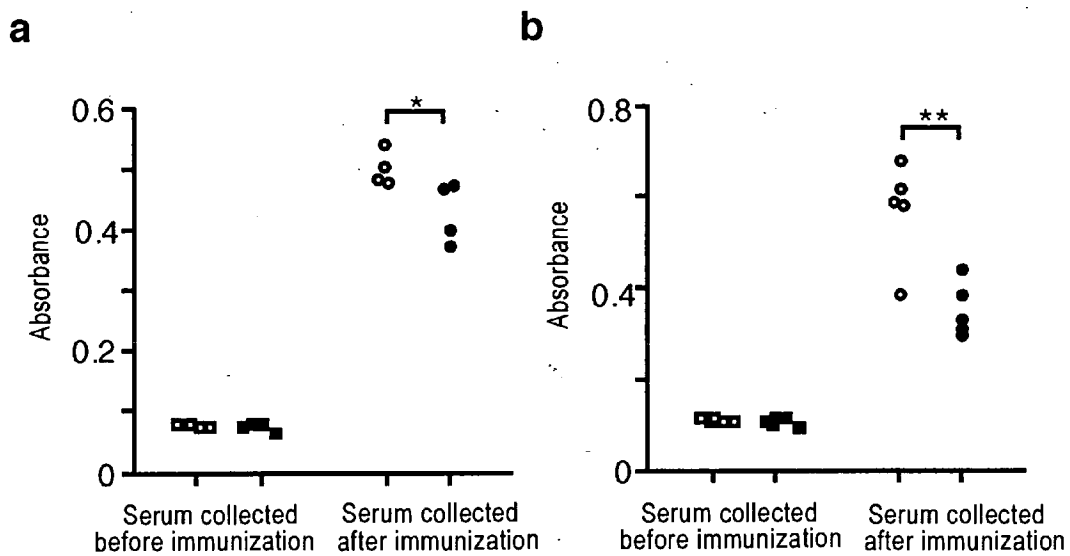 a
0.6
0.4
0.2
0
Absorbance
*
Serum collected
before immunization
Serum collected
after immunization
b
0.8
0.4
0
Absorbance
**
Serum collected
before immunization
Serum collected
after immunization